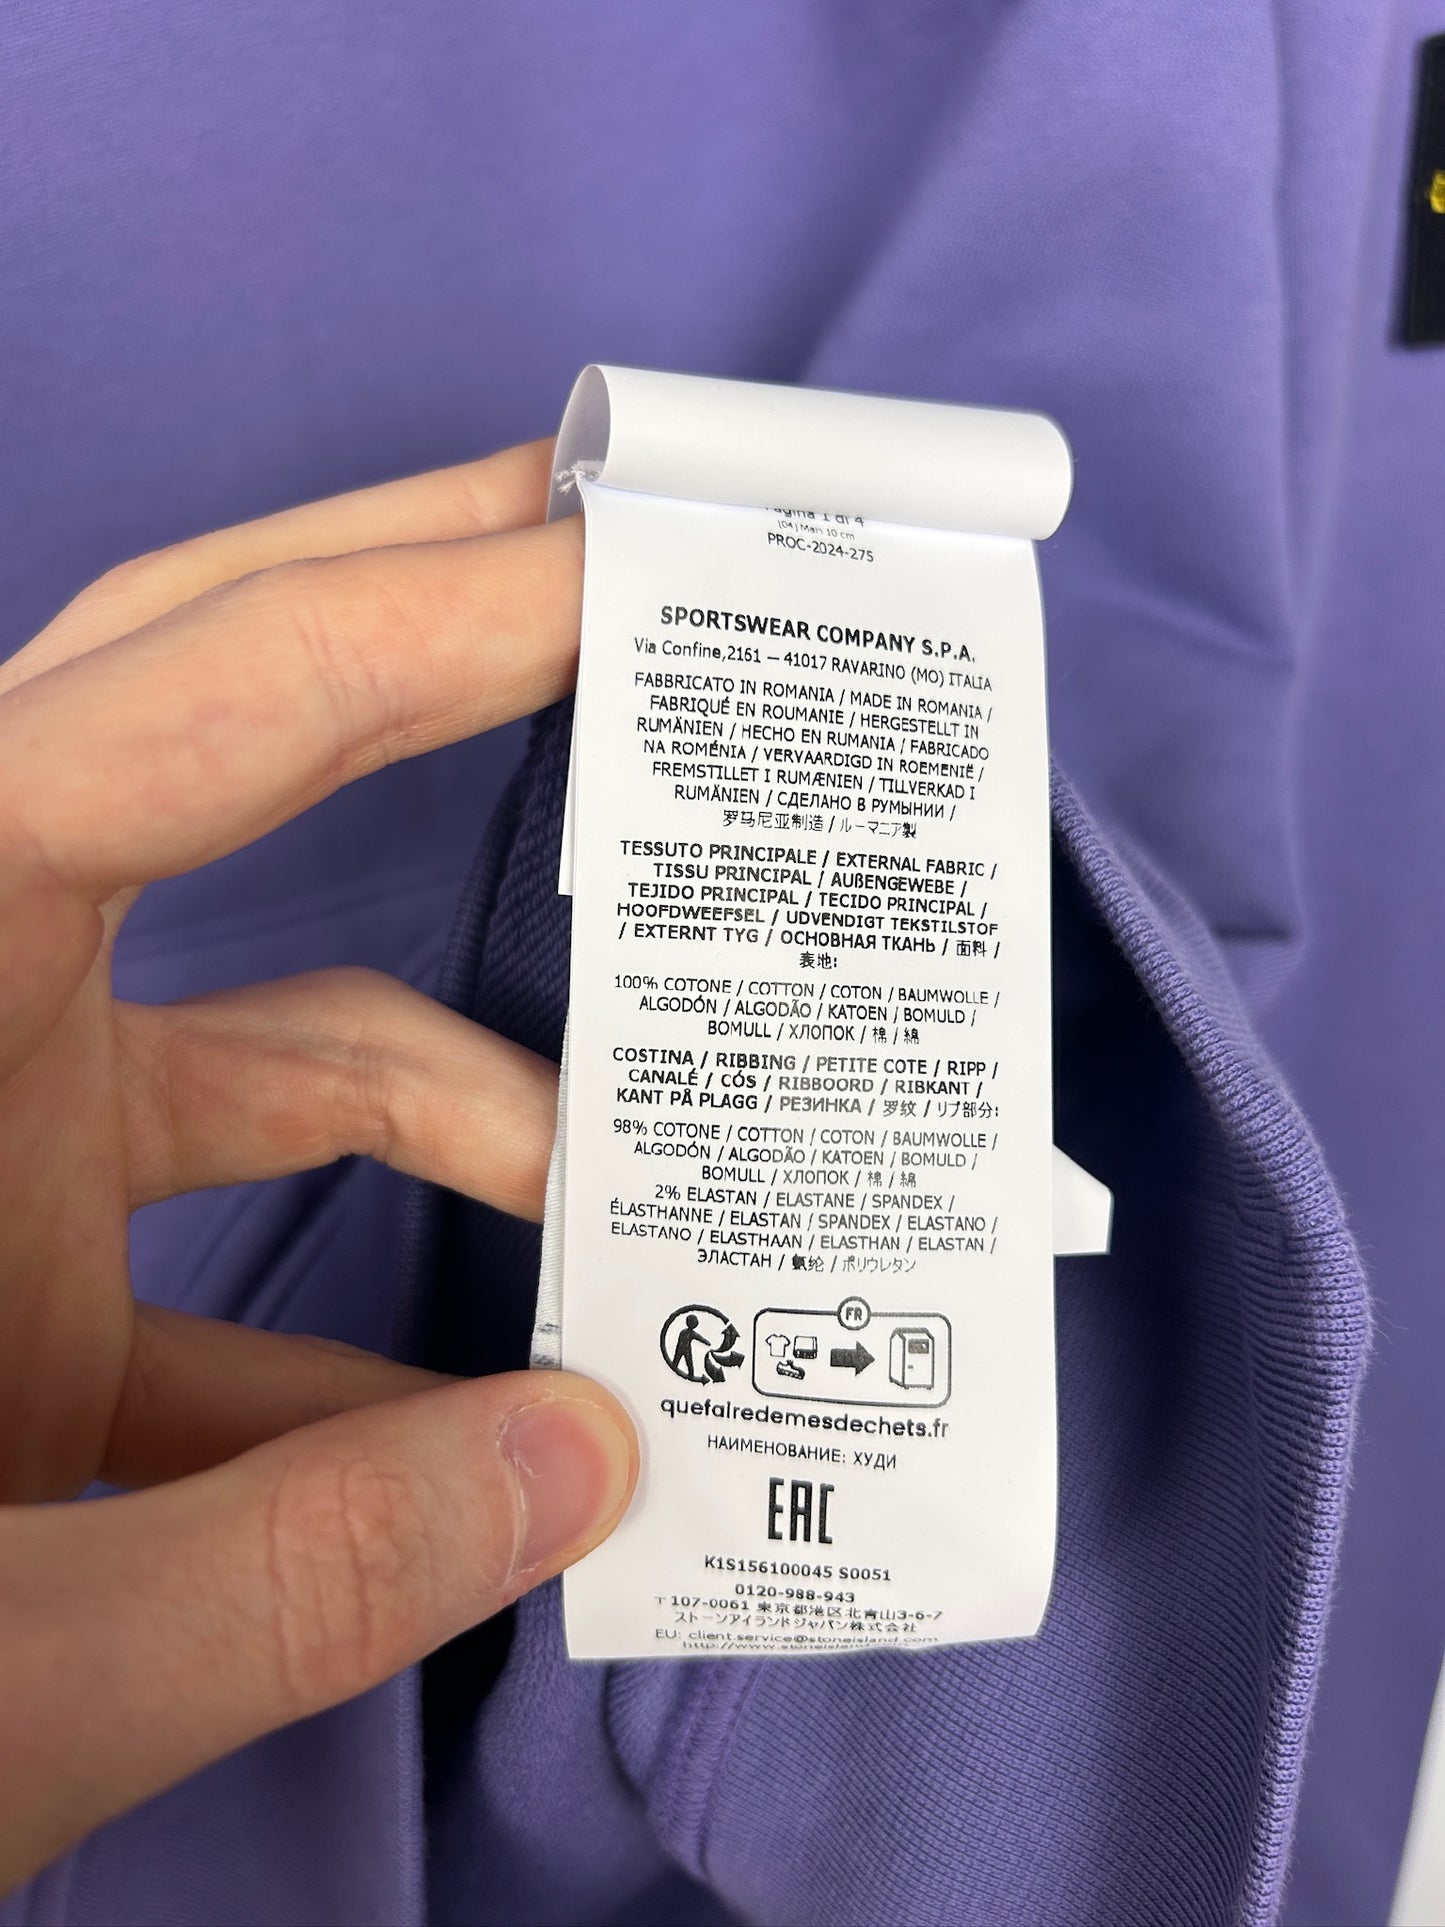 Pagina 1 di 4
PROC-2024-275
SPORTSWEAR COMPANY S.P.A.
Via Confine,2161 – 41017 RAVARINO (MO) ITALIA
FABBRICATO IN ROMANIA / MADE IN ROMANIA /
FABRIQUÉ EN ROUMANIE / HERGESTELLT IN
RUMÄNIEN / HECHO EN RUMANIA / FABRICADO
NA ROMÉNIA / VERVAARDIGD IN ROEMENIË /
FREMSTILLET I RUMÆNIEN / TILLVERKAD I
RUMÄNIEN / СДЕЛАНО В РУМЫНИИ /
罗马尼亚制造 / ルーマニア製
TESSUTO PRINCIPALE / EXTERNAL FABRIC /
TISSU PRINCIPAL / AUßENGEWEBE /
TEJIDO PRINCIPAL / TECIDO PRINCIPAL /
HOOFDWEEFSEL / UDVENDIGT TEKSTILSTOF
/ EXTERNT TYG / ОСНОВНАЯ ТКАНЬ / 面料 /
表地:
100% COTONE / COTTON / COTON / BAUMWOLLE /
ALGODÓN / ALGODÃO / KATOEN / BOMULD /
BOMULL / ХЛОПОК / 棉 / 綿
COSTINA / RIBBING / PETITE COTE / RIPP /
CANALÉ / CÓS / RIBBOORD / RIBKANT /
KANT PÅ PLAGG / РЕЗИНКА / 罗纹 / リブ部分:
98% COTONE / COTTON / COTON / BAUMWOLLE /
ALGODÓN / ALGODÃO / KATOEN / BOMULD /
BOMULL / ХЛОПОК / 棉 / 綿
2% ELASTAN / ELASTANE / SPANDEX /
ÉLASTHANNE / ELASTAN / SPANDEX / ELASTANO /
ELASTANO / ELASTHAAN / ELASTHAN / ELASTAN /
ЭЛАСТАН / 氨纶 / ポリウレタン
FR
quefairedemesdechets.fr
НАИМЕНОВАНИЕ: ХУДИ
EAC
K1S156100045 S0051
0120-988-943
〒107-0061 東京都港区北青山3-6-7
ストーンアイランドジャパン株式会社
EU: client.service@stoneisland.com
http://www.stoneisland.com